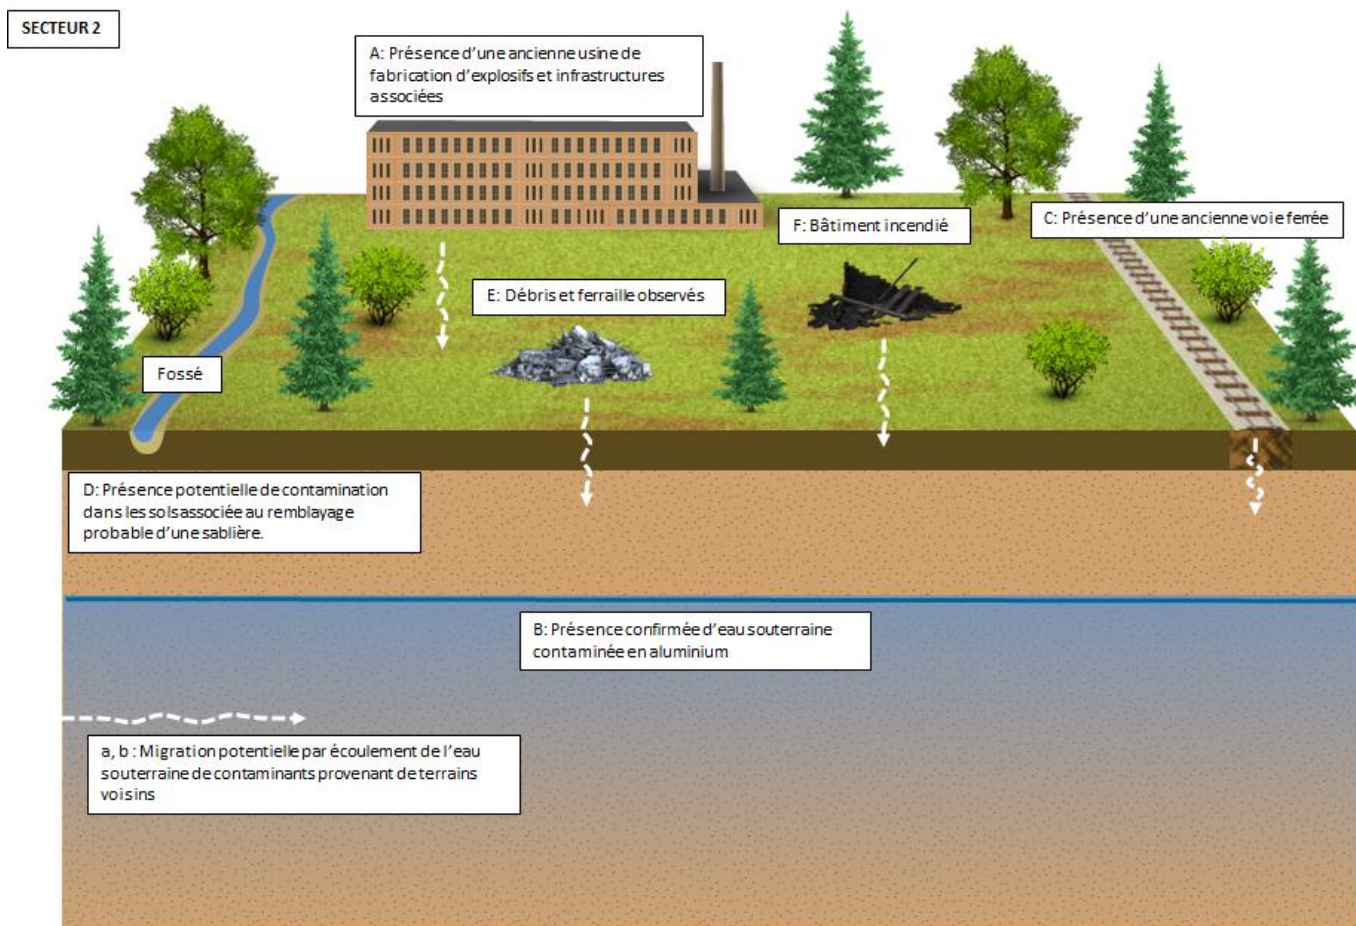 SECTEUR 2
A: Présence d'une ancienne usine de
fabrication d'explosifs et infrastructures
associées
F: Bâtiment incendié
C: Présence d'une ancienne voie ferrée
E: Débris et ferraille observés
Fossé
D: Présence potentielle de contamination
dans les solsassociée au remblayage
probable d'une sablière.
B: Présence confirmée d'eau souterraine
contaminée en aluminium
a, b : Migration potentielle par écoulement de l'eau
souterraine de contaminants provenant de terrains
voisins